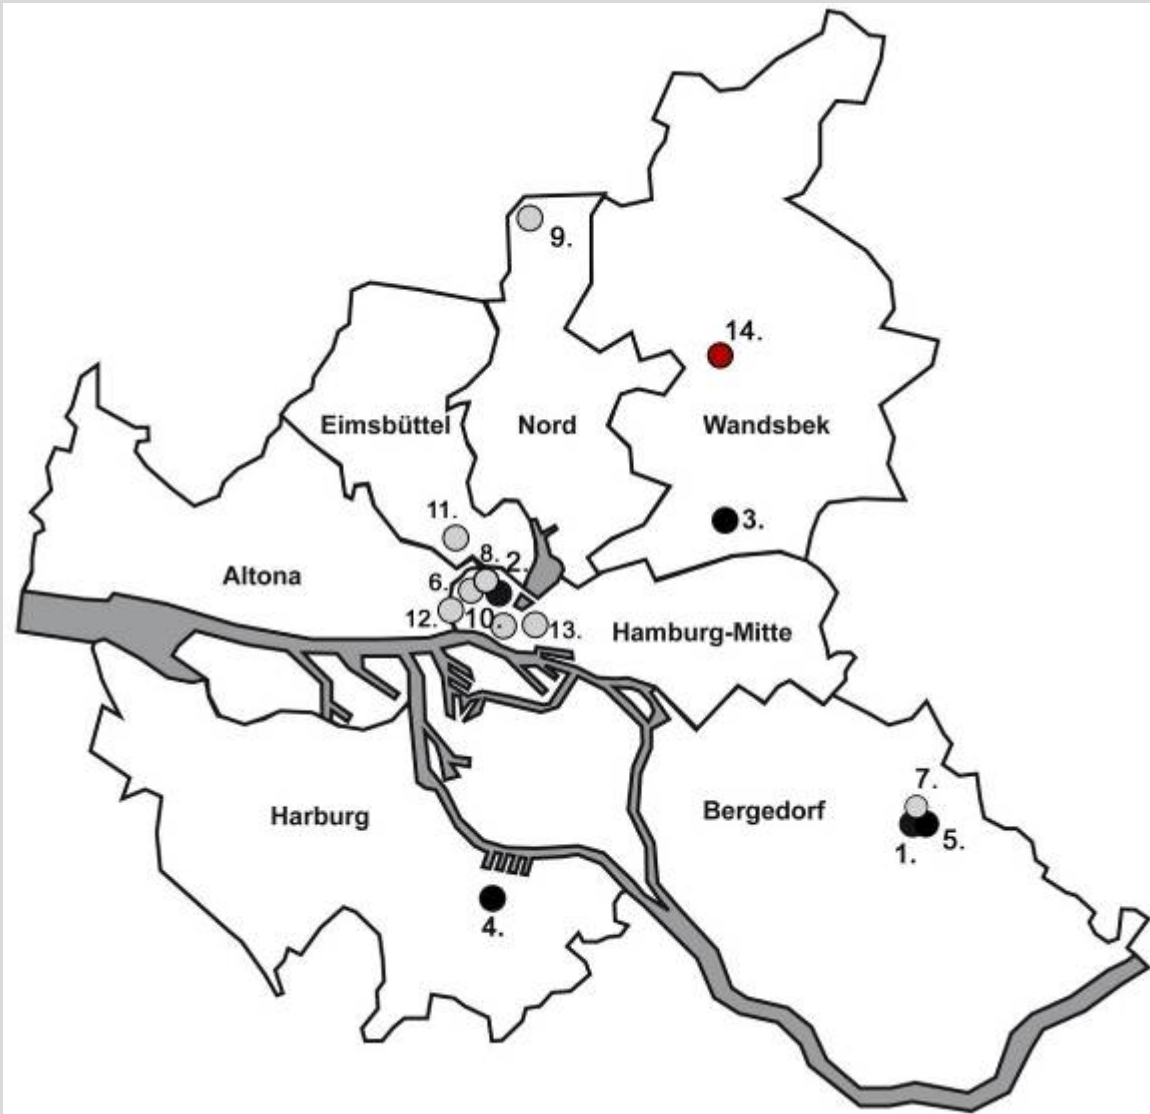 9.
14.
Eimsbüttel
Nord
Wandsbek
11.
3.
8.
2.
Altona
6.
12.
10.
13.
Hamburg-Mitte
7.
Harburg
Bergedorf
1.
5.
4.